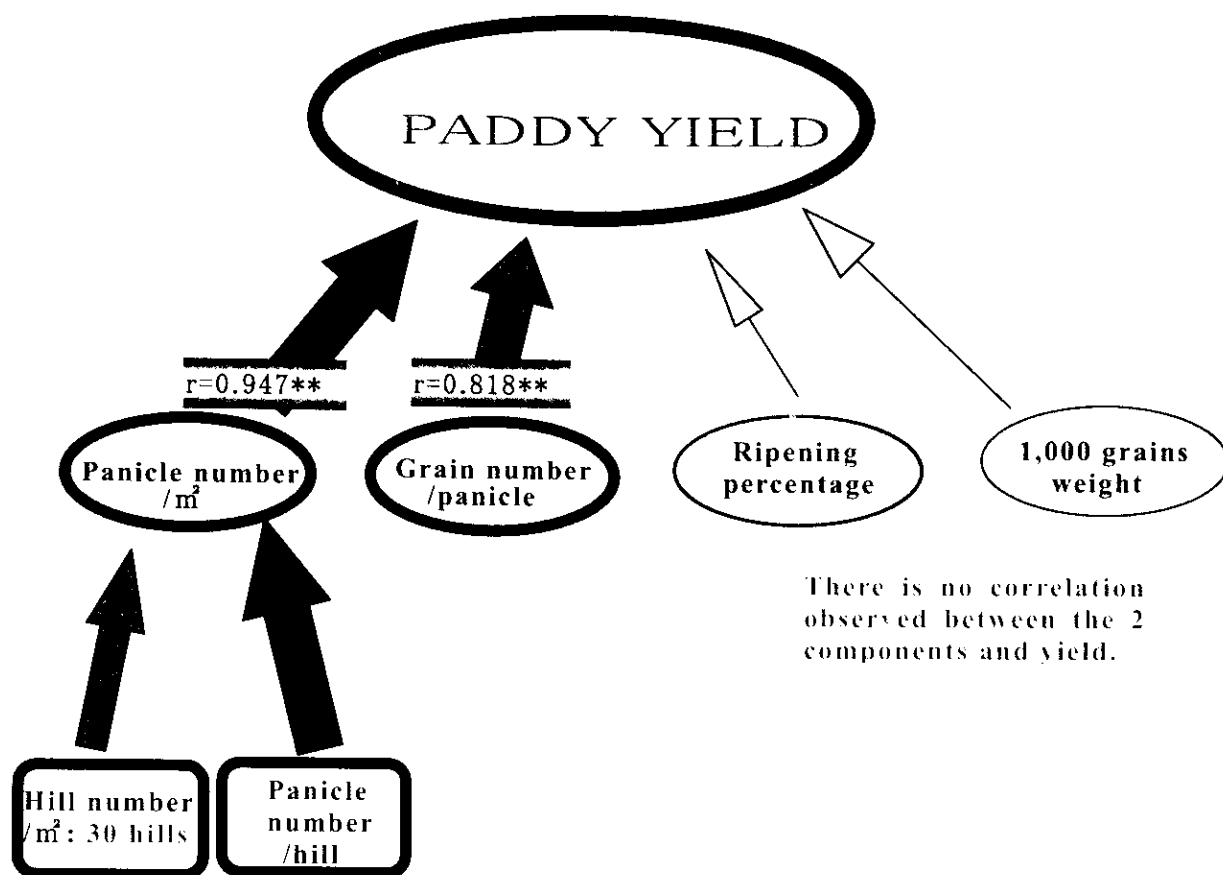 PADDY YIELD
r=0.947**
r=0.818**
Panicle number
/㎡
Grain number
/panicle
Ripening
percentage
1,000 grains
weight
There is no correlation
observed between the 2
components and yield.
Hill number
/㎡: 30 hills
Panicle
number
/hill